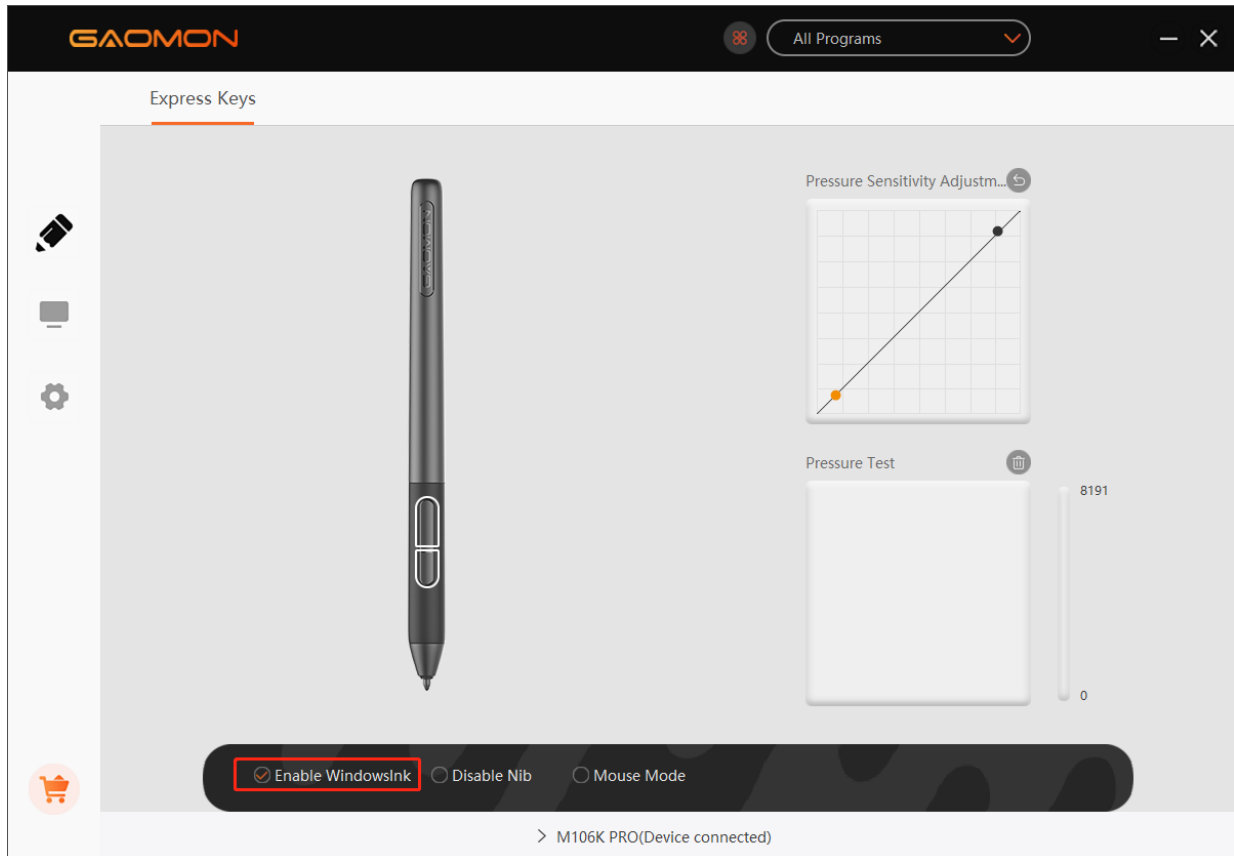 GAOMON
All Programs
Express Keys
GAOMON
Pressure Sensitivity Adjustm...
Pressure Test
8191
0
Enable WindowsInk
Disable Nib
Mouse Mode
M106K PRO(Device connected)